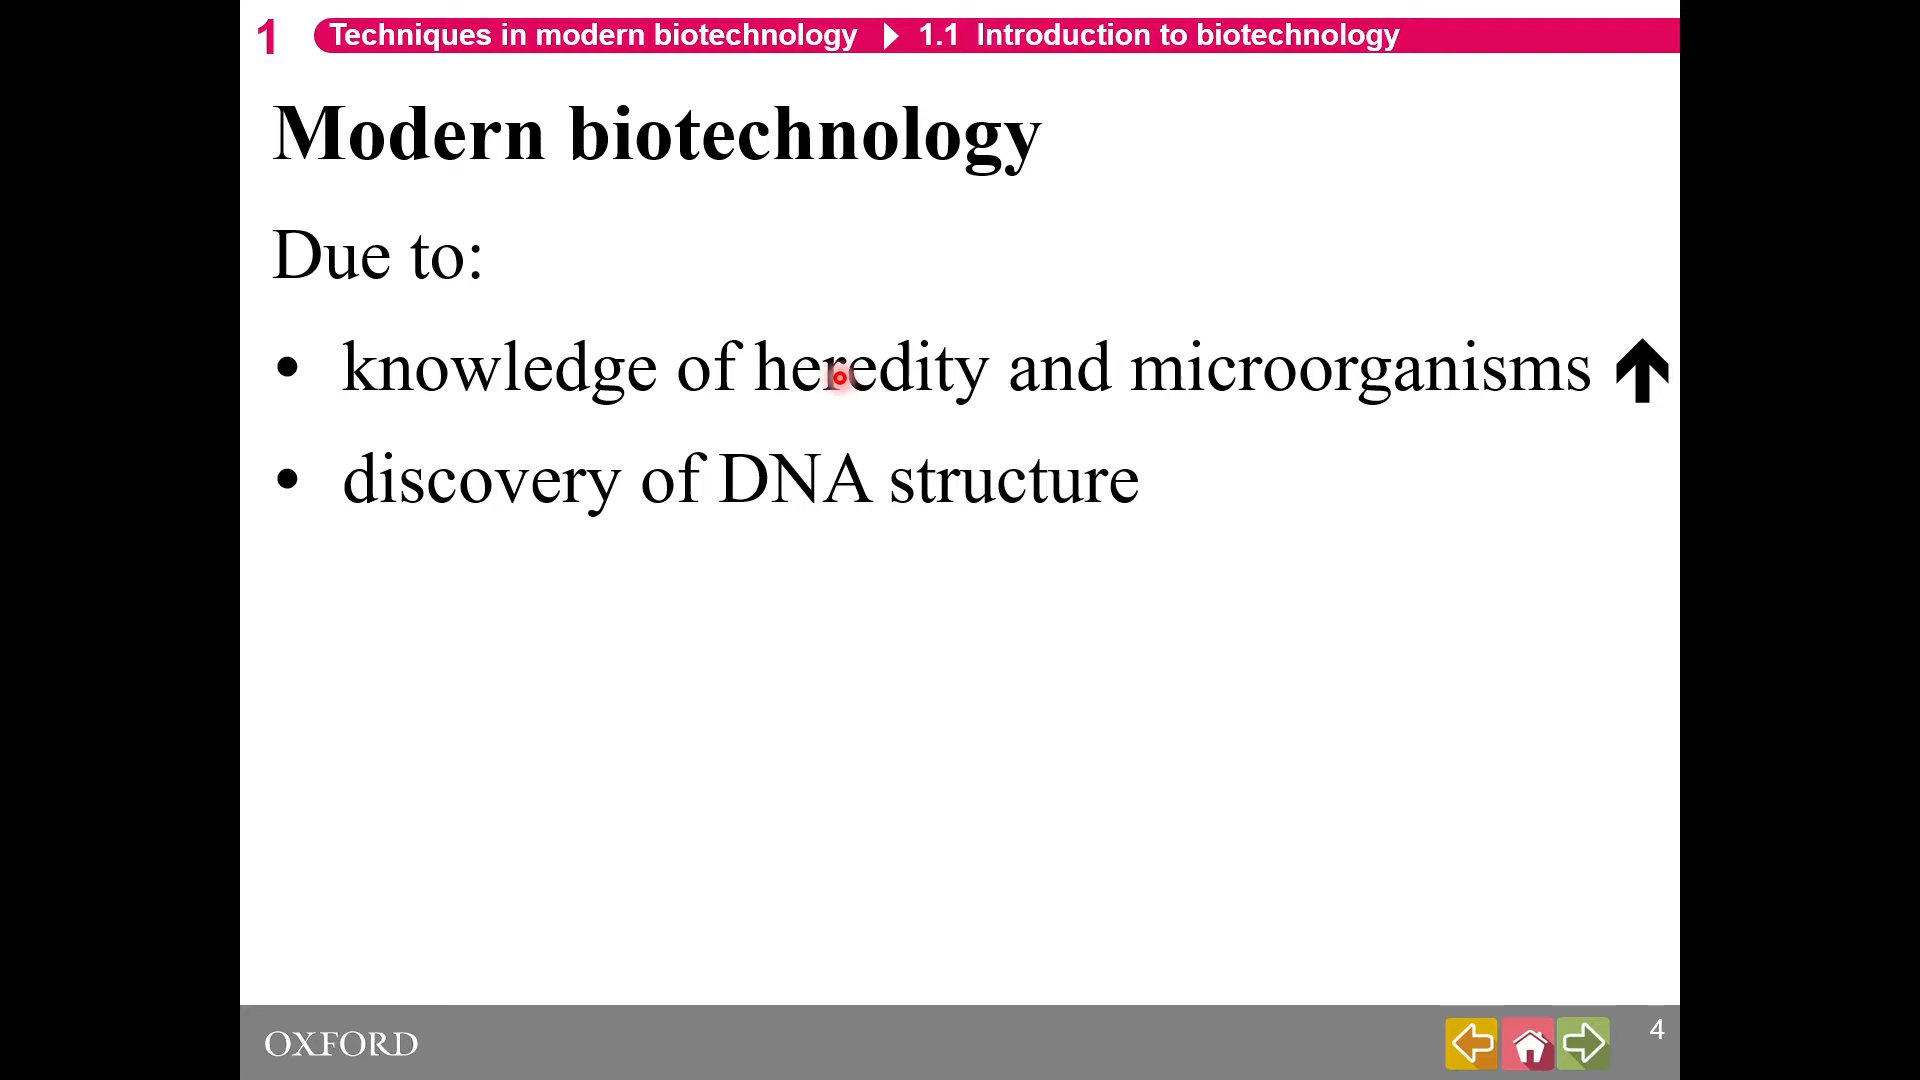 1 Techniques in modern biotechnology 1.1 Introduction to biotechnology
Modern biotechnology
Due to:
• knowledge of heredity and microorganisms ↑
• discovery of DNA structure
OXFORD 4